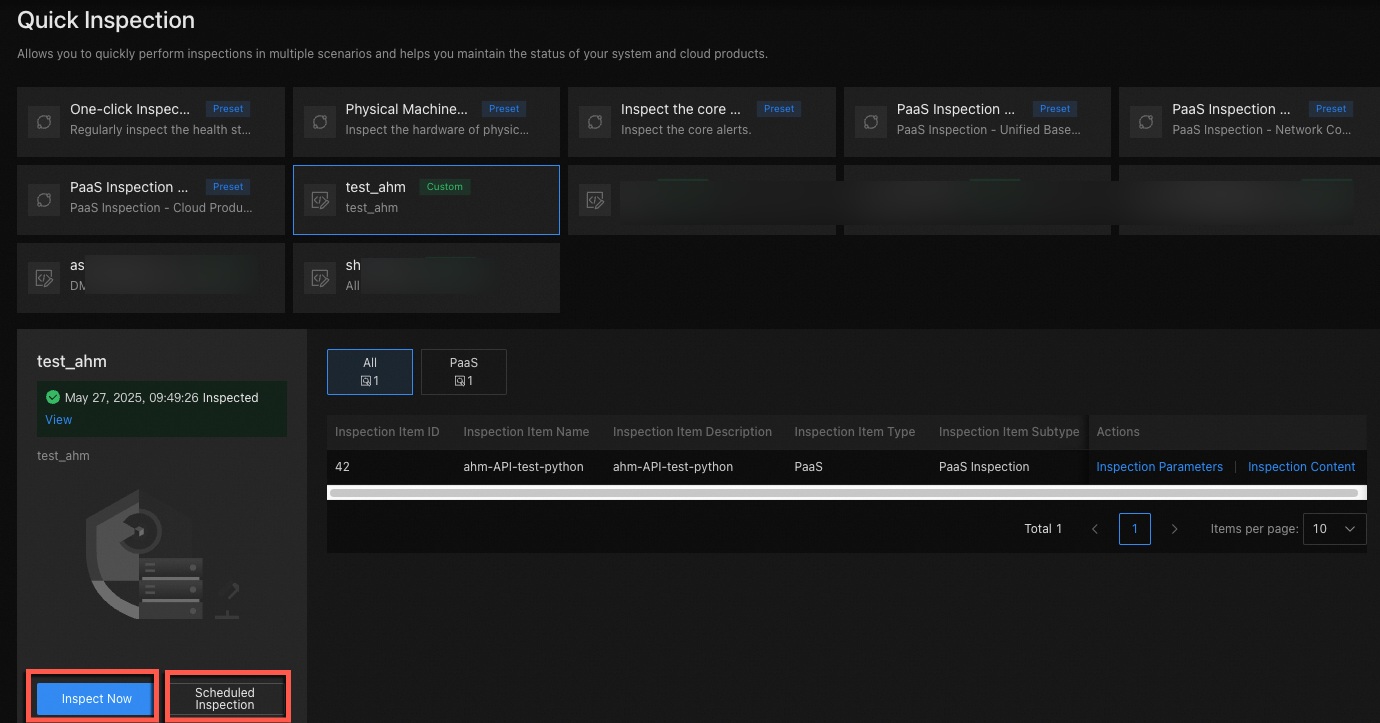 Quick Inspection
Allows you to quickly perform inspections in multiple scenarios and helps you maintain the status of your system and cloud products.
One-click Inspec... Preset
Regularly inspect the health st...
Physical Machine... Preset
Inspect the hardware of physic...
Inspect the core ... Preset
Inspect the core alerts.
PaaS Inspection ... Preset
PaaS Inspection - Unified Base...
PaaS Inspection ... Preset
PaaS Inspection - Network Co...
PaaS Inspection ... Preset
PaaS Inspection - Cloud Produ...
test_ahm Custom
test_ahm
as
sh
All
test_ahm
May 27, 2025, 09:49:26 Inspected
View
test_ahm
Inspect Now
Scheduled
Inspection
All
1
PaaS
1
Inspection Item ID Inspection Item Name Inspection Item Description Inspection Item Type Inspection Item Subtype Actions
42 ahm-API-test-python ahm-API-test-python PaaS PaaS Inspection Inspection Parameters Inspection Content
Total 1 < 1 > Items per page: 10